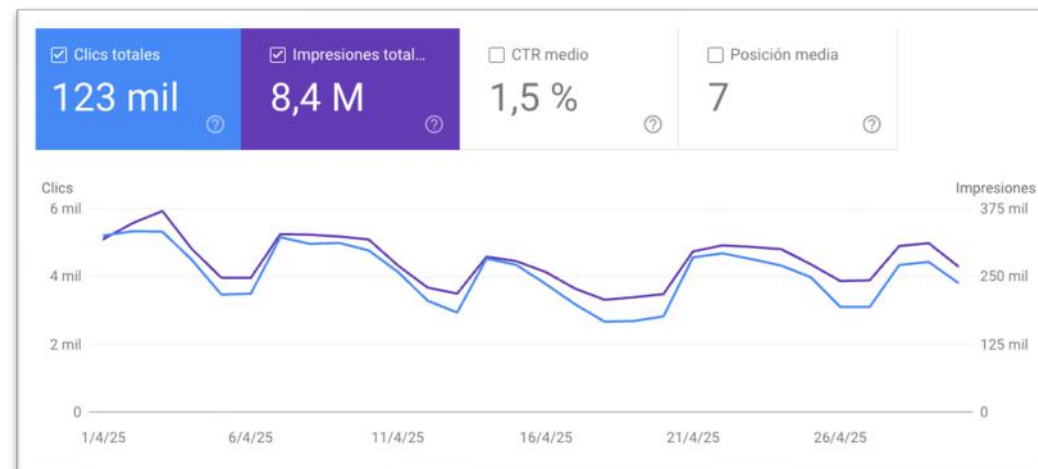 Clics totales
123 mil
Impresiones total...
8,4 M
CTR medio
1,5 %
Posición media
7
Clics
Impresiones
6 mil
375 mil
4 mil
250 mil
2 mil
125 mil
0
0
1/4/25 6/4/25 11/4/25 16/4/25 21/4/25 26/4/25